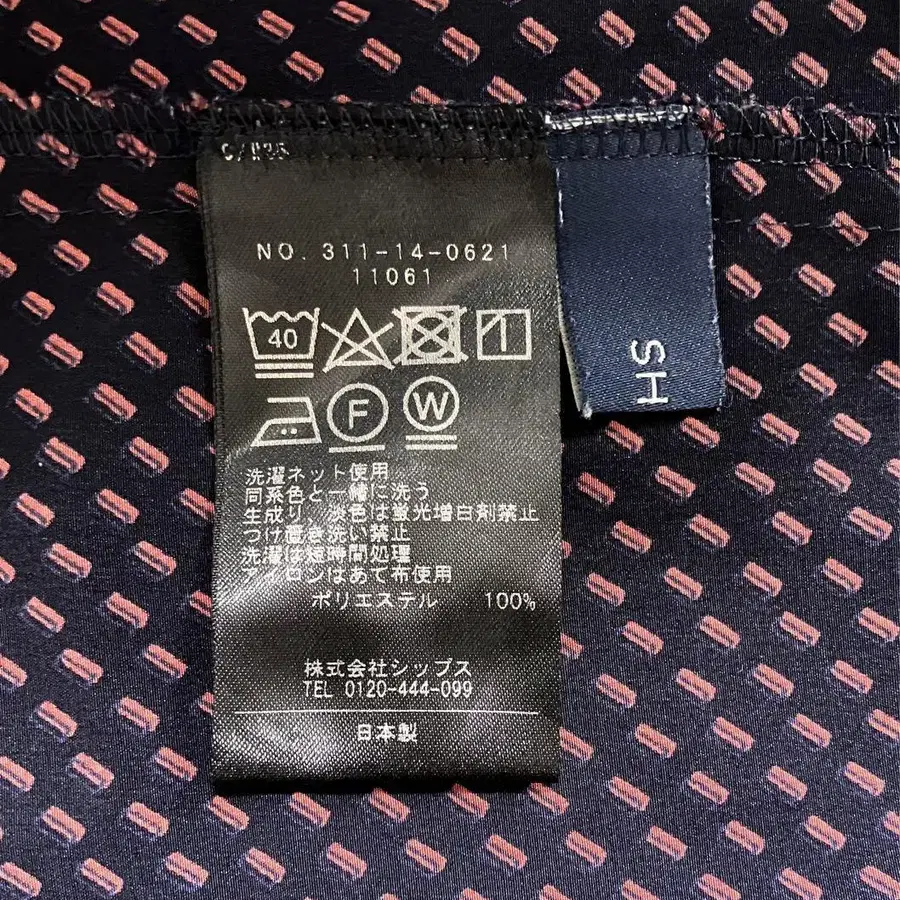 NO. 311-14-0621
11061
40
F
W
洗濯ネット使用
同系色と一緒に洗う
生成り、淡色は蛍光増白剤禁止
つけ置き洗い禁止
洗濯は短時間処理
アイロンはあて布使用
ポリエステル 100%
株式会社シップス
TEL 0120-444-099
日本製
HS